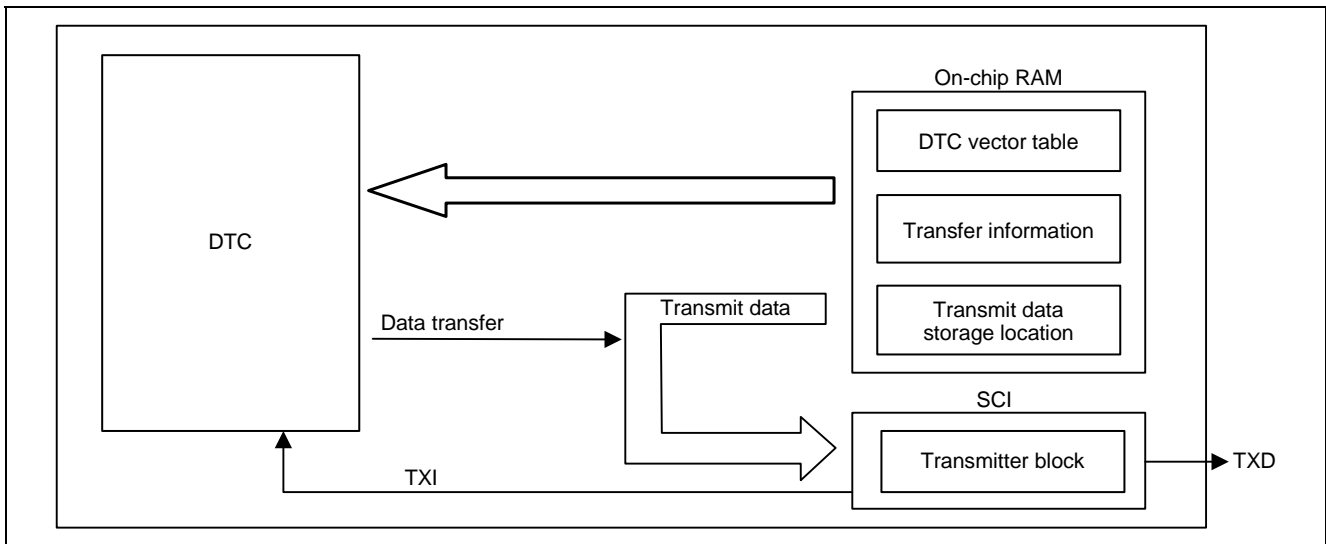 On-chip RAM
DTC vector table
DTC
Transfer information
Transmit data
Data transfer
Transmit data
storage location
SCI
Transmitter block
TXD
TXI